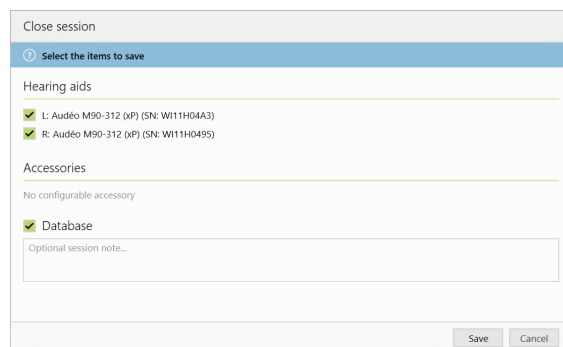 Close session
? Select the items to save
Hearing aids
L: Audéo M90-312 (xP) (SN: WI11H04A3)
R: Audéo M90-312 (xP) (SN: WI11H0495)
Accessories
No configurable accessory
Database
Optional session note...
Save Cancel